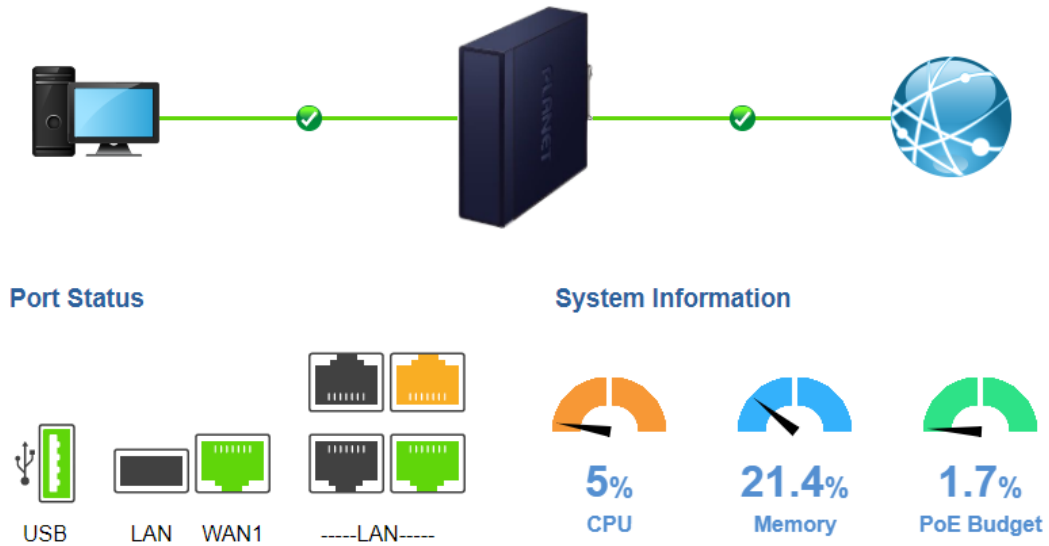 PLANET
Port Status
System Information
USB
LAN
WAN1
-----LAN-----
5%
CPU
21.4%
Memory
1.7%
PoE Budget